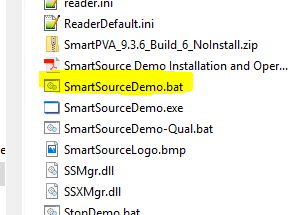 reader.ini
ReaderDefault.ini
SmartPVA_9.3.6_Build_6_NoInstall.zip
SmartSource Demo Installation and Oper...
SmartSourceDemo.bat
SmartSourceDemo.exe
SmartSourceDemo-Qual.bat
SmartSourceLogo.bmp
SSMgr.dll
SSXMgr.dll
StopDemo.bat